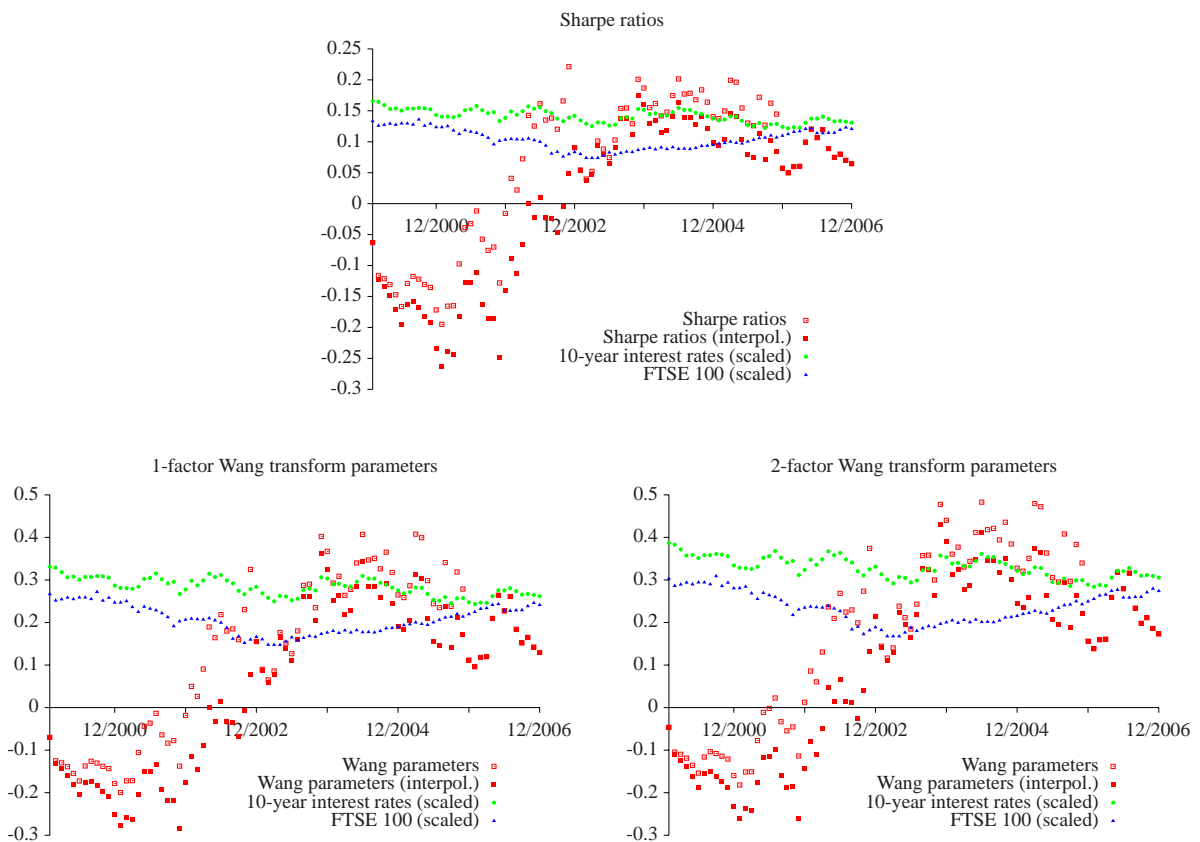 Sharpe ratios
0.25
0.2
0.15
0.1
0.05
0
-0.05
-0.1
-0.15
-0.2
-0.25
-0.3
12/2000
12/2002
12/2004
12/2006
Sharpe ratios
Sharpe ratios (interpol.)
10-year interest rates (scaled)
FTSE 100 (scaled)
1-factor Wang transform parameters
0.5
0.4
0.3
0.2
0.1
0
-0.1
-0.2
-0.3
12/2000
12/2002
12/2004
12/2006
Wang parameters
Wang parameters (interpol.)
10-year interest rates (scaled)
FTSE 100 (scaled)
2-factor Wang transform parameters
0.5
0.4
0.3
0.2
0.1
0
-0.1
-0.2
-0.3
12/2000
12/2002
12/2004
12/2006
Wang parameters
Wang parameters (interpol.)
10-year interest rates (scaled)
FTSE 100 (scaled)